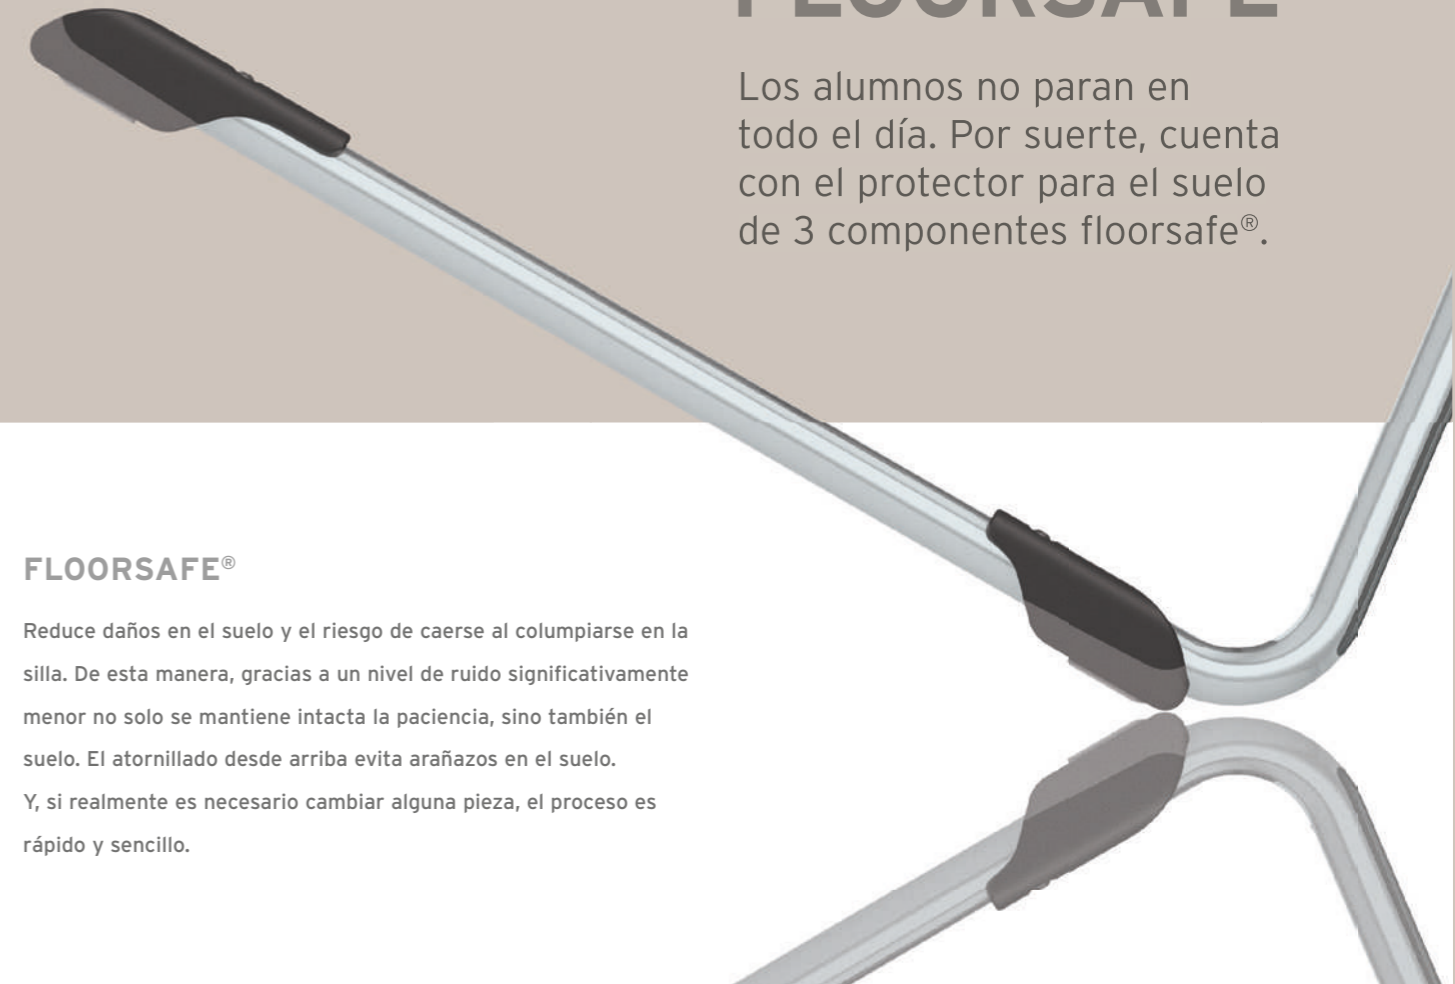 FLOORSAFE
Los alumnos no paran en
todo el día. Por suerte, cuenta
con el protector para el suelo
de 3 componentes floorsafe®.
FLOORSAFE®
Reduce daños en el suelo y el riesgo de caerse al columpiarse en la
silla. De esta manera, gracias a un nivel de ruido significativamente
menor no solo se mantiene intacta la paciencia, sino también el
suelo. El atornillado desde arriba evita arañazos en el suelo.
Y, si realmente es necesario cambiar alguna pieza, el proceso es
rápido y sencillo.